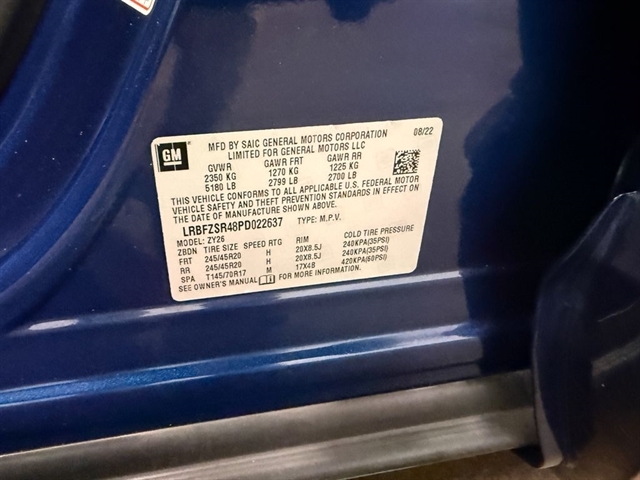 GM
MFD BY SAIC GENERAL MOTORS CORPORATION 08/22
LIMITED FOR GENERAL MOTORS LLC
GVWR GAWR FRT GAWR RR
2350 KG 1270 KG 1225 KG
5180 LB 2799 LB 2700 LB
THIS VEHICLE CONFORMS TO ALL APPLICABLE U.S. FEDERAL MOTOR
VEHICLE SAFETY AND THEFT PREVENTION STANDARDS IN EFFECT ON
THE DATE OF MANUFACTURE SHOWN ABOVE.
LRBFZSR48PD022637 TYPE: M.P.V.
MODEL: ZY26
ZBDN TIRE SIZE SPEED RTG RIM COLD TIRE PRESSURE
FRT 245/45R20 H 20X8.5J 240KPA(35PSI)
RR 245/45R20 H 20X8.5J 240KPA(35PSI)
SPA T145/70R17 M 17X4B 420KPA(60PSI)
SEE OWNER'S MANUAL FOR MORE INFORMATION.